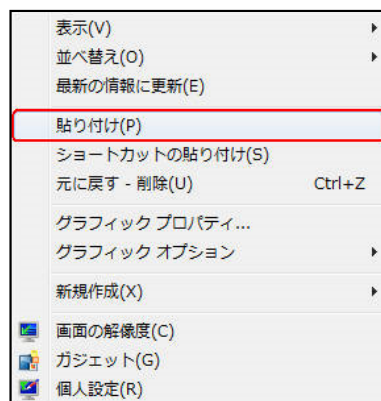 表示(V)
並べ替え(O)
最新の情報に更新(E)
貼り付け(P)
ショートカットの貼り付け(S)
元に戻す - 削除(U) Ctrl+Z
グラフィック プロパティ...
グラフィック オプション
新規作成(X)
画面の解像度(C)
ガジェット(G)
個人設定(R)